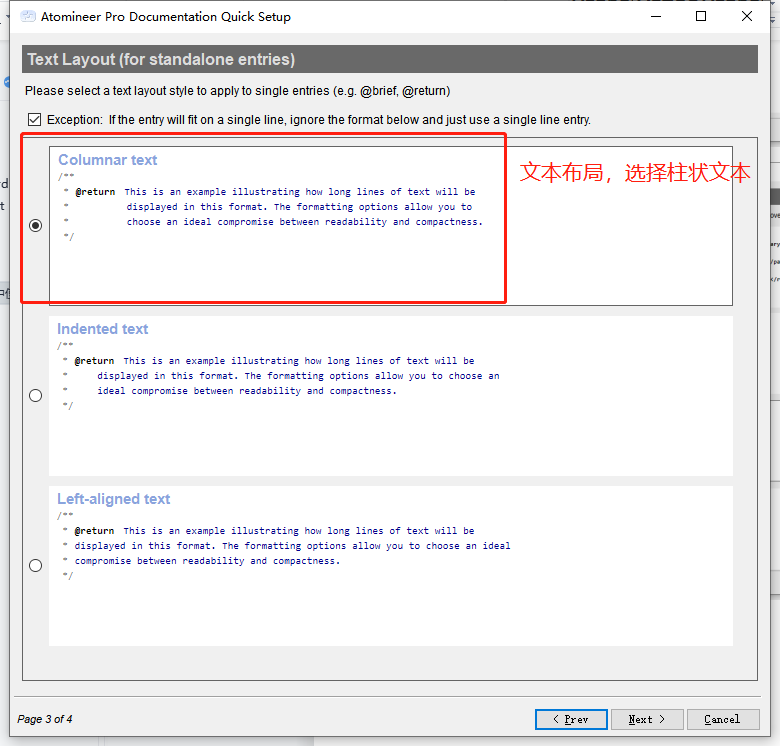 Atomineer Pro Documentation Quick Setup
Text Layout (for standalone entries)
Please select a text layout style to apply to single entries (e.g. @brief, @return)
Exception: If the entry will fit on a single line, ignore the format below and just use a single line entry.
Columnar text
/**
* @return This is an example illustrating how long lines of text will be
* displayed in this format. The formatting options allow you to
* choose an ideal compromise between readability and compactness.
*/
文本布局，选择柱状文本
Indented text
/**
* @return This is an example illustrating how long lines of text will be
* displayed in this format. The formatting options allow you to choose an
* ideal compromise between readability and compactness.
*/
Left-aligned text
/**
* @return This is an example illustrating how long lines of text will be
* displayed in this format. The formatting options allow you to choose an ideal
* compromise between readability and compactness.
*/
Page 3 of 4
< Prev
Next >
Cancel